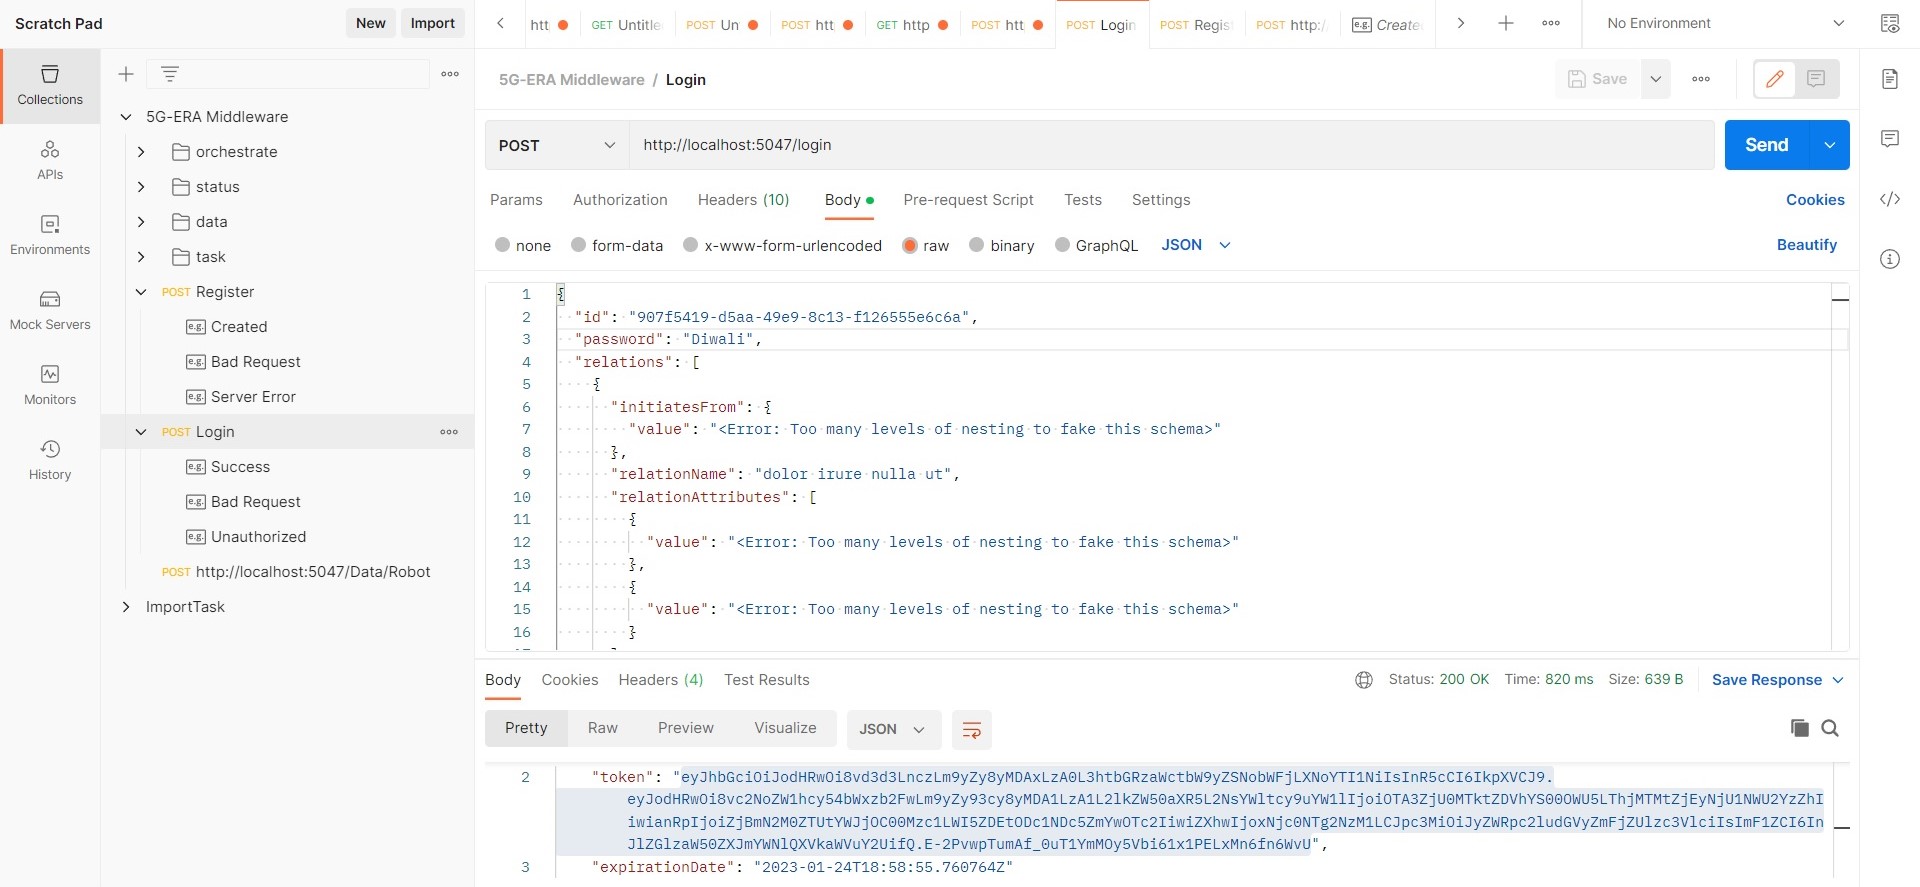 Scratch Pad
New
Import
htt
GET Untitle
POST Un
POST htt
GET http
POST htt
POST Login
POST Regis
POST http:/
e.g. Create
No Environment
Collections
APIs
Environments
Mock Servers
Monitors
History
5G-ERA Middleware
orchestrate
status
data
task
POST Register
e.g. Created
e.g. Bad Request
e.g. Server Error
POST Login
e.g. Success
e.g. Bad Request
e.g. Unauthorized
POST http://localhost:5047/Data/Robot
ImportTask
5G-ERA Middleware / Login
Save
POST
http://localhost:5047/login
Send
Params
Authorization
Headers (10)
Body
Pre-request Script
Tests
Settings
Cookies
none
form-data
x-www-form-urlencoded
raw
binary
GraphQL
JSON
Beautify
1 {
2 "id": "907f5419-d5aa-49e9-8c13-f126555e6c6a",
3 "password": "Diwali",
4 "relations": [
5 {
6 "initiatesFrom": {
7 "value": "<Error: Too many levels of nesting to fake this schema>"
8 },
9 "relationName": "dolor irure nulla ut",
10 "relationAttributes": [
11 {
12 "value": "<Error: Too many levels of nesting to fake this schema>"
13 },
14 {
15 "value": "<Error: Too many levels of nesting to fake this schema>"
16 }
Body
Cookies
Headers (4)
Test Results
Status: 200 OK
Time: 820 ms
Size: 639 B
Save Response
Pretty
Raw
Preview
Visualize
JSON
2 "token": "eyJhbGciOiJodHRwOi8vd3d3LnczLm9yZy8yMDAxLzA0L3htbGRzaWctbW9yZSNobWFjLXNoYTI1NiIsInR5cCI6IkpXVCJ9.
eyJodHRwOi8vc2NoZW1hcy54bWxzb2FwLm9yZy93cy8yMDA1LzA1L2lkZW50aXR5L2NsYWltcy9uYW1lIjoiOTA3ZjU0MTktZDVhYS00OWU5LThjMTMtZjEyNjU1NWU2YzZhI
iwianRpIjoiZjBmN2M0ZTUtYWJjOC00Mzc1LWI5ZDEtODc1NDc5ZmYwOTc2IiwiZXhwIjoxNjc0NTg2NzM1LCJpc3MiOiJyZWRpc2ludGVyZmFjZUlzc3VlciIsImF1ZCI6In
JlZGlzaW50ZXJmYWNlQXVkaWVuY2UifQ.E-2PvwpTumAf_0uT1YmMOy5Vbi61x1PELxMn6fn6WvU",
3 "expirationDate": "2023-01-24T18:58:55.760764Z"